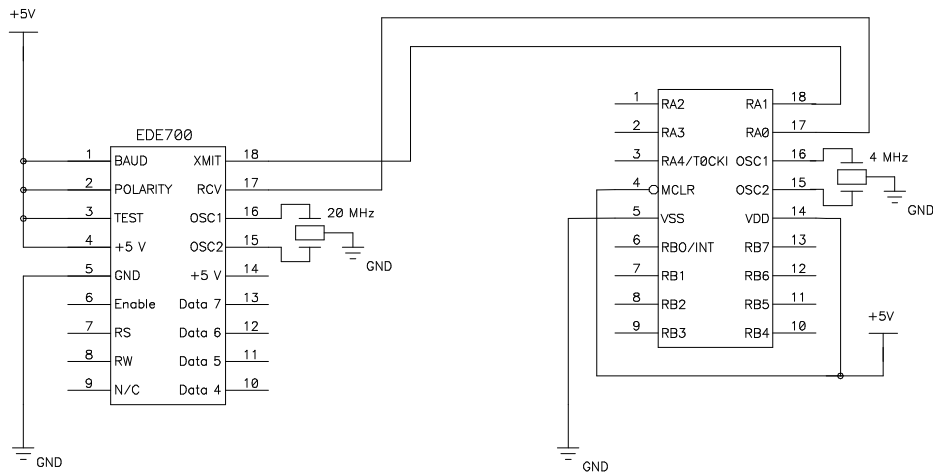 +5V
EDE700
1 BAUD XMIT 18
2 POLARITY RCV 17
3 TEST OSC1 16
4 +5 V OSC2 15
5 GND +5 V 14
6 Enable Data 7 13
7 RS Data 6 12
8 RW Data 5 11
9 N/C Data 4 10
20 MHz
GND
GND
1 RA2 RA1 18
2 RA3 RA0 17
3 RA4/T0CKI OSC1 16
4 MCLR OSC2 15
5 VSS VDD 14
6 RB0/INT RB7 13
7 RB1 RB6 12
8 RB2 RB5 11
9 RB3 RB4 10
4 MHz
GND
+5V
GND